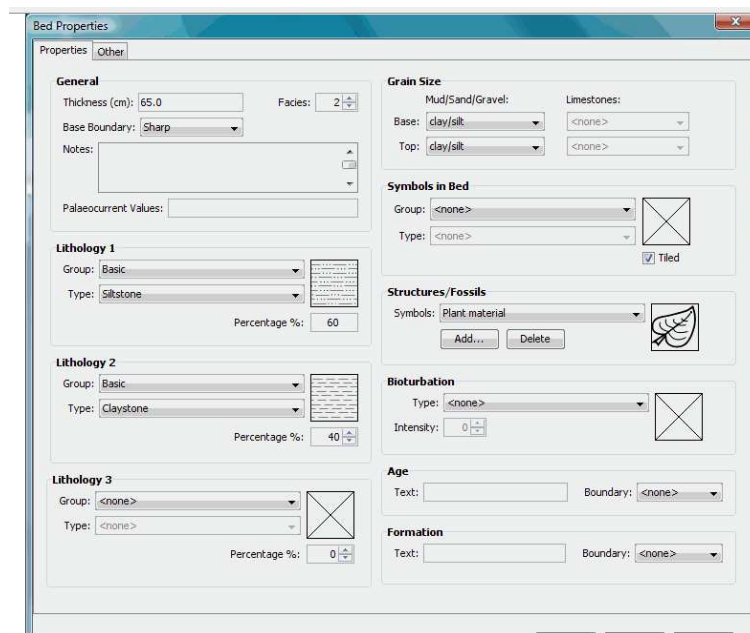 Bed Properties
Properties Other
General
Thickness (cm): 65.0 Facies: 2
Base Boundary: Sharp
Notes:
Palaeocurrent Values:
Lithology 1
Group: Basic
Type: Siltstone
Percentage %: 60
Lithology 2
Group: Basic
Type: Claystone
Percentage %: 40
Lithology 3
Group: <none>
Type: <none>
Percentage %: 0
Grain Size
Mud/Sand/Gravel: Limestones:
Base: clay/silt <none>
Top: clay/silt <none>
Symbols in Bed
Group: <none>
Type: <none>
Tiled
Structures/Fossils
Symbols: Plant material
Add... Delete
Bioturbation
Type: <none>
Intensity: 0
Age
Text: Boundary: <none>
Formation
Text: Boundary: <none>